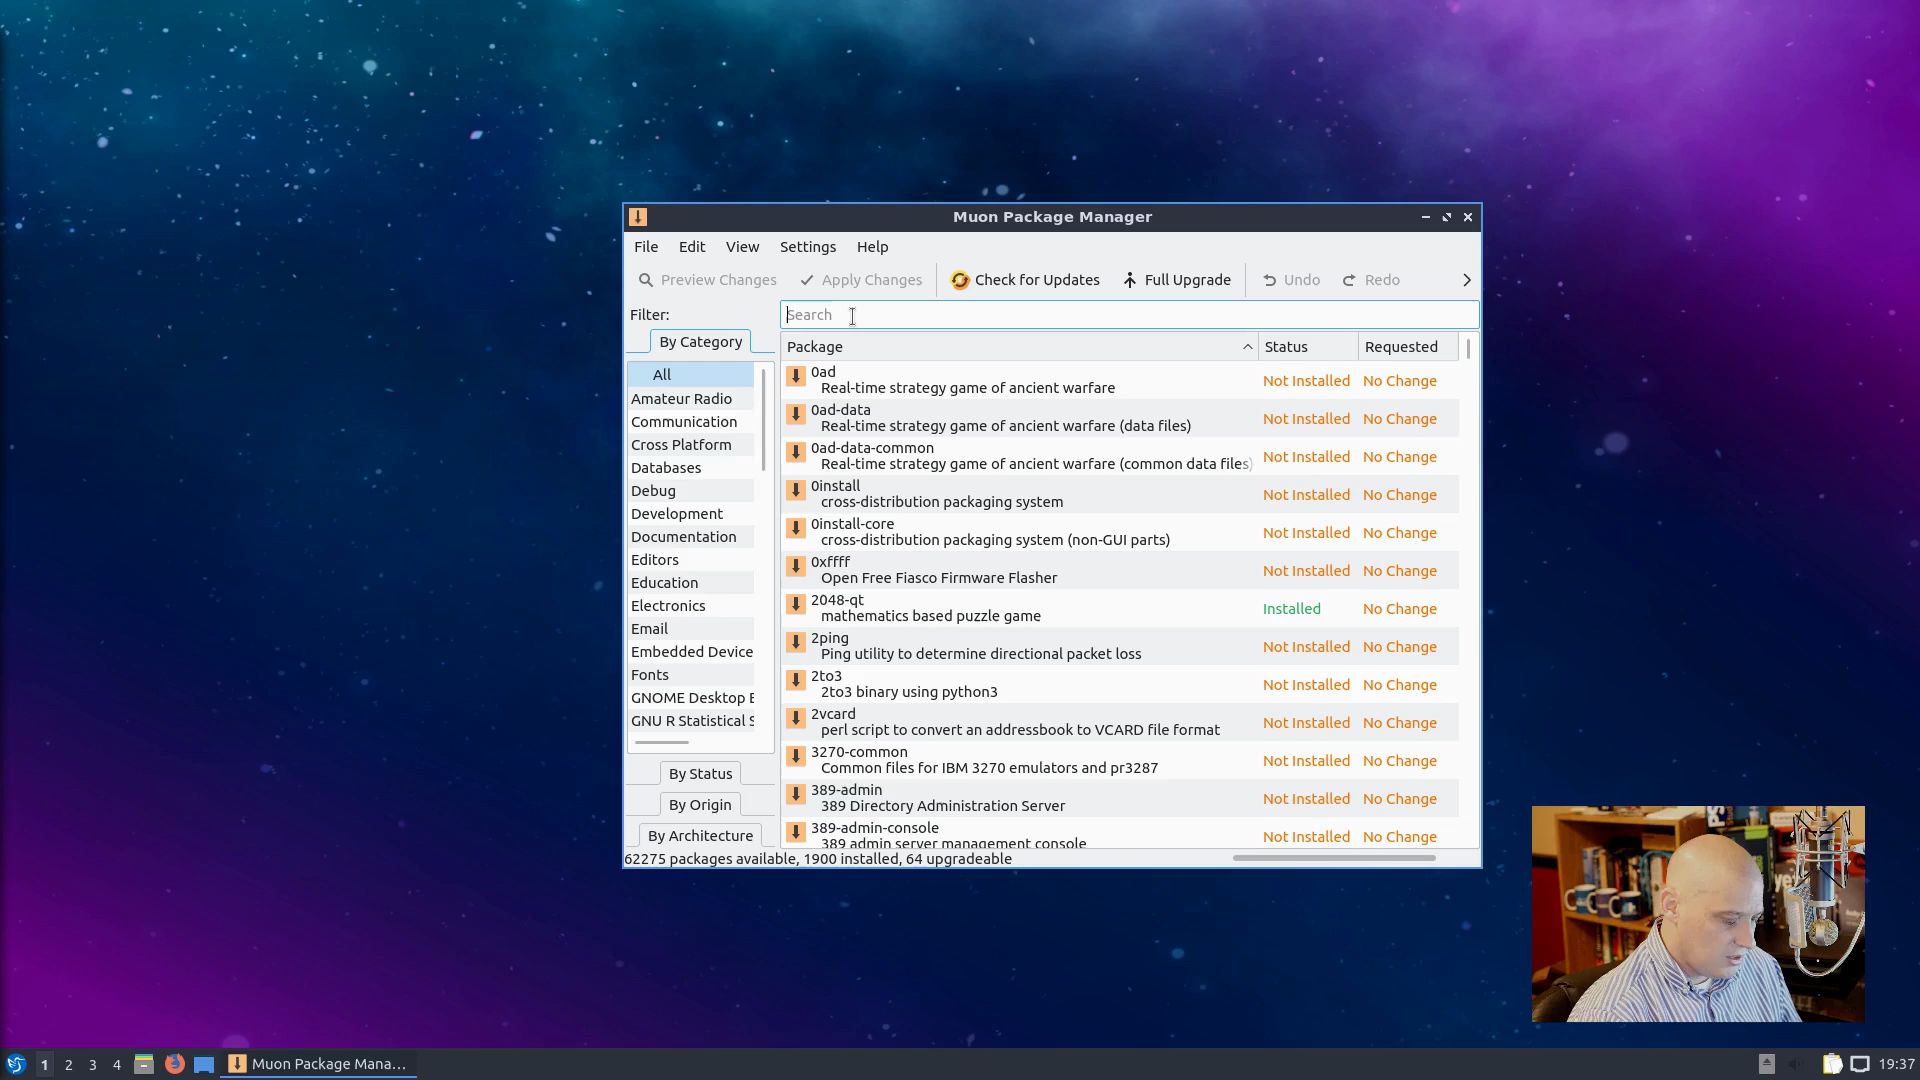 Muon Package Manager
File Edit View Settings Help
Preview Changes Apply Changes Check for Updates Full Upgrade Undo Redo
Filter: Search
By Category
All
Amateur Radio
Communication
Cross Platform
Databases
Debug
Development
Documentation
Editors
Education
Electronics
Email
Embedded Device
Fonts
GNOME Desktop E
GNU R Statistical S
By Status
By Origin
By Architecture
Package Status Requested
0ad
Real-time strategy game of ancient warfare Not Installed No Change
0ad-data
Real-time strategy game of ancient warfare (data files) Not Installed No Change
0ad-data-common
Real-time strategy game of ancient warfare (common data files) Not Installed No Change
0install
cross-distribution packaging system Not Installed No Change
0install-core
cross-distribution packaging system (non-GUI parts) Not Installed No Change
0xffff
Open Free Fiasco Firmware Flasher Not Installed No Change
2048-qt
mathematics based puzzle game Installed No Change
2ping
Ping utility to determine directional packet loss Not Installed No Change
2to3
2to3 binary using python3 Not Installed No Change
2vcard
perl script to convert an addressbook to VCARD file format Not Installed No Change
3270-common
Common files for IBM 3270 emulators and pr3287 Not Installed No Change
389-admin
389 Directory Administration Server Not Installed No Change
389-admin-console
389 admin server management console Not Installed No Change
62275 packages available, 1900 installed, 64 upgradeable
1 2 3 4 Muon Package Mana... 19:37